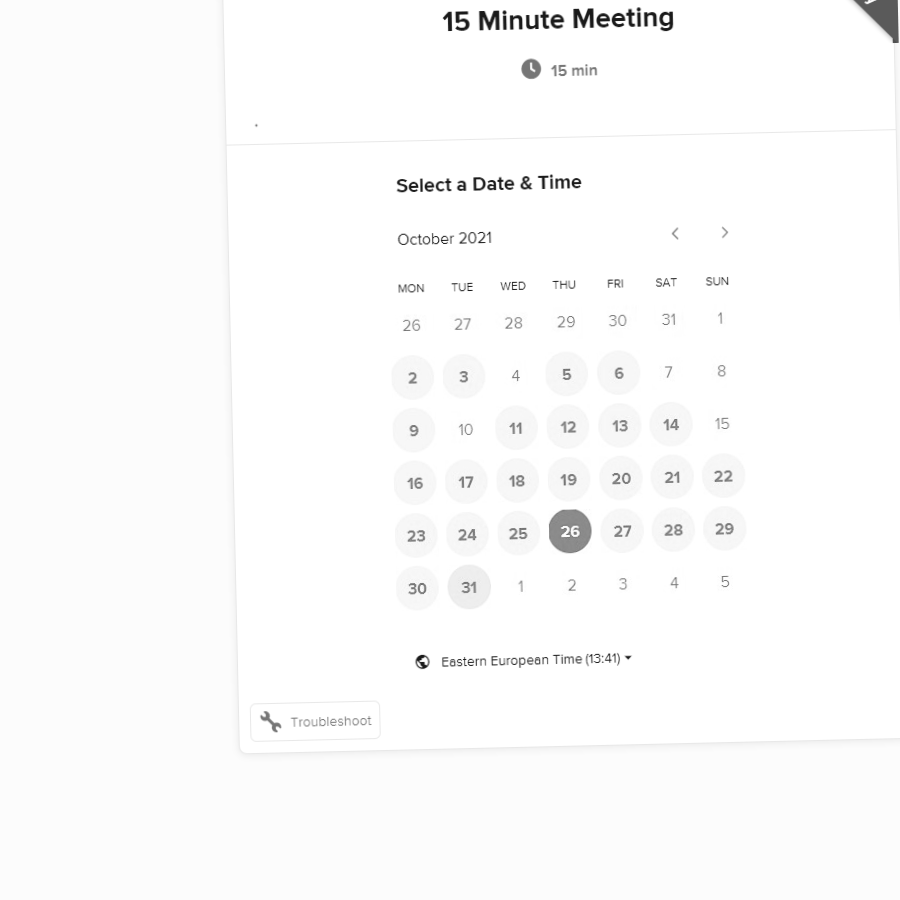 15 Minute Meeting
15 min
.
Select a Date & Time
October 2021
MON TUE WED THU FRI SAT SUN
26 27 28 29 30 31 1
2 3 4 5 6 7 8
9 10 11 12 13 14 15
16 17 18 19 20 21 22
23 24 25 26 27 28 29
30 31 1 2 3 4 5
Eastern European Time (13:41)
Troubleshoot